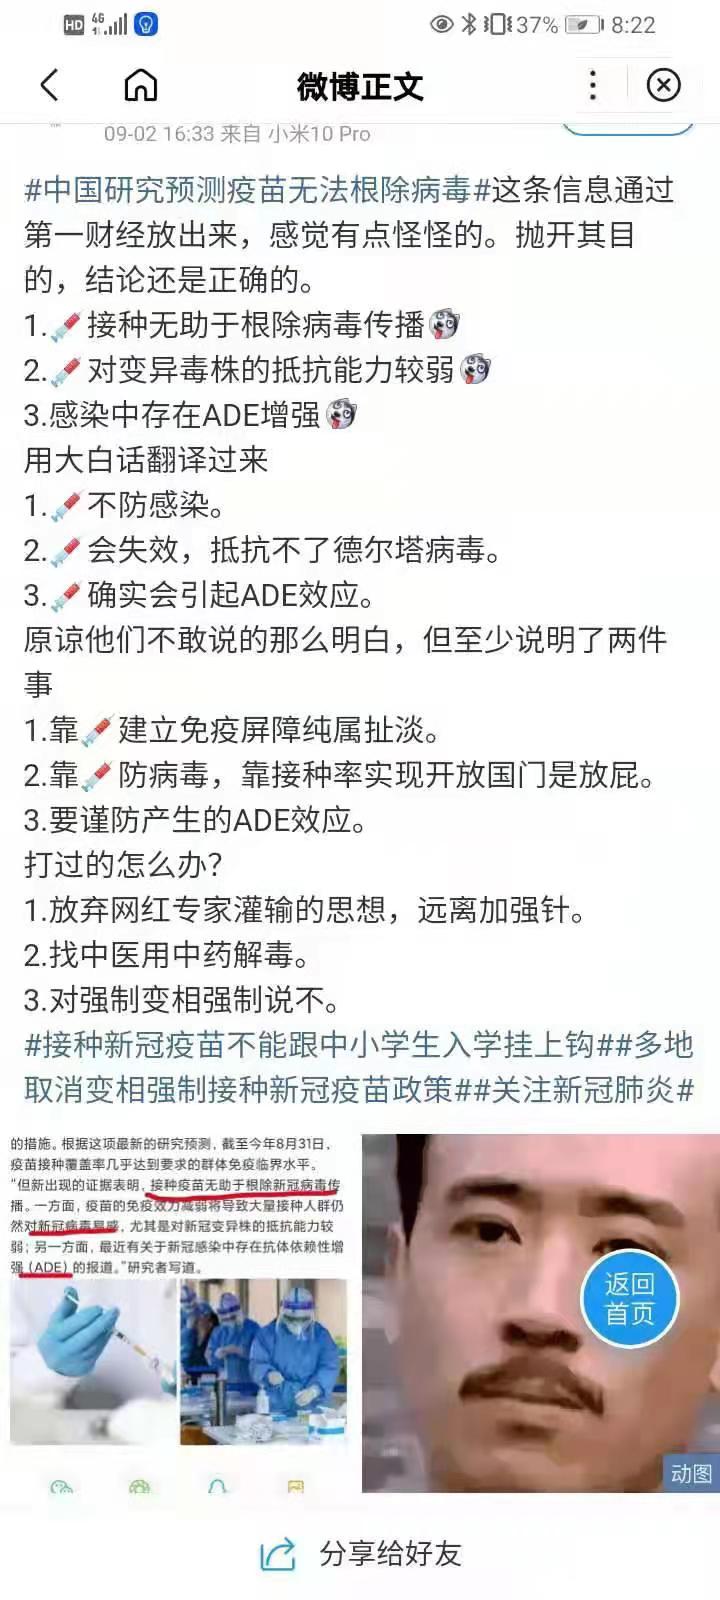 HD 4G 37% 8:22
微博正文
09-02 16:33 来自 小米10 Pro
#中国研究预测疫苗无法根除病毒#这条信息通过
第一财经放出来，感觉有点怪怪的。抛开其目
的，结论还是正确的。
1.💉接种无助于根除病毒传播
2.💉对变异毒株的抵抗能力较弱
3.感染中存在ADE增强
用大白话翻译过来
1.💉不防感染。
2.💉会失效，抵抗不了德尔塔病毒。
3.💉确实会引起ADE效应。
原谅他们不敢说的那么明白，但至少说明了两件
事
1.靠💉建立免疫屏障纯属扯淡。
2.靠💉防病毒，靠接种率实现开放国门是放屁。
3.要谨防产生的ADE效应。
打过的怎么办？
1.放弃网红专家灌输的思想，远离加强针。
2.找中医用中药解毒。
3.对强制变相强制说不。
#接种新冠疫苗不能跟中小学生入学挂上钩##多地
取消变相强制接种新冠疫苗政策##关注新冠肺炎#
的措施。根据这项最新的研究预测，截至今年8月31日，
疫苗接种覆盖率几乎达到要求的群体免疫临界水平。
“但新出现的证据表明，接种疫苗无助于根除新冠病毒传
播。一方面，疫苗的免疫效力减弱将导致大量接种人群仍
然对新冠病毒易感，尤其是对新冠变异株的抵抗能力较
弱；另一方面，最近有关于新冠感染中存在抗体依赖性增
强（ADE）的报道。”研究者写道。
返回
首页
动图
分享给好友